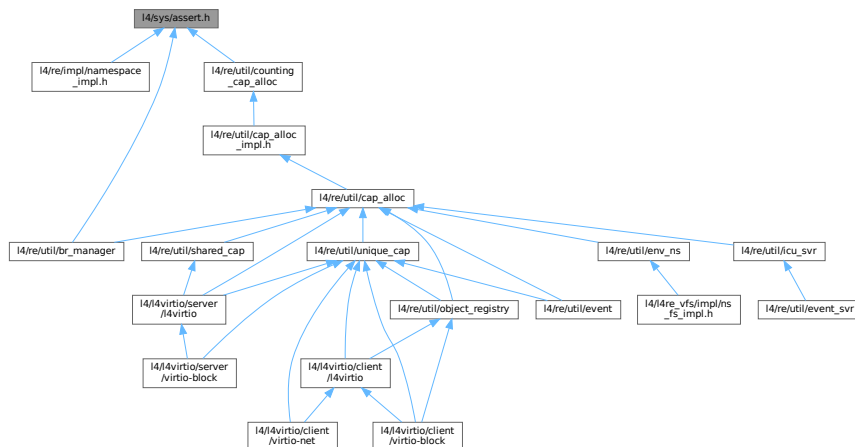 l4/sys/assert.h
l4/re/impl/namespace
_impl.h
l4/re/util/counting
_cap_alloc
l4/re/util/cap_alloc
_impl.h
l4/re/util/cap_alloc
l4/re/util/br_manager
l4/re/util/shared_cap
l4/re/util/unique_cap
l4/re/util/env_ns
l4/re/util/icu_svr
l4/l4virtio/server
/l4virtio
l4/re/util/object_registry
l4/re/util/event
l4/l4re_vfs/impl/ns
_fs_impl.h
l4/re/util/event_svr
l4/l4virtio/server
/virtio-block
l4/l4virtio/client
/l4virtio
l4/l4virtio/client
/virtio-net
l4/l4virtio/client
/virtio-block